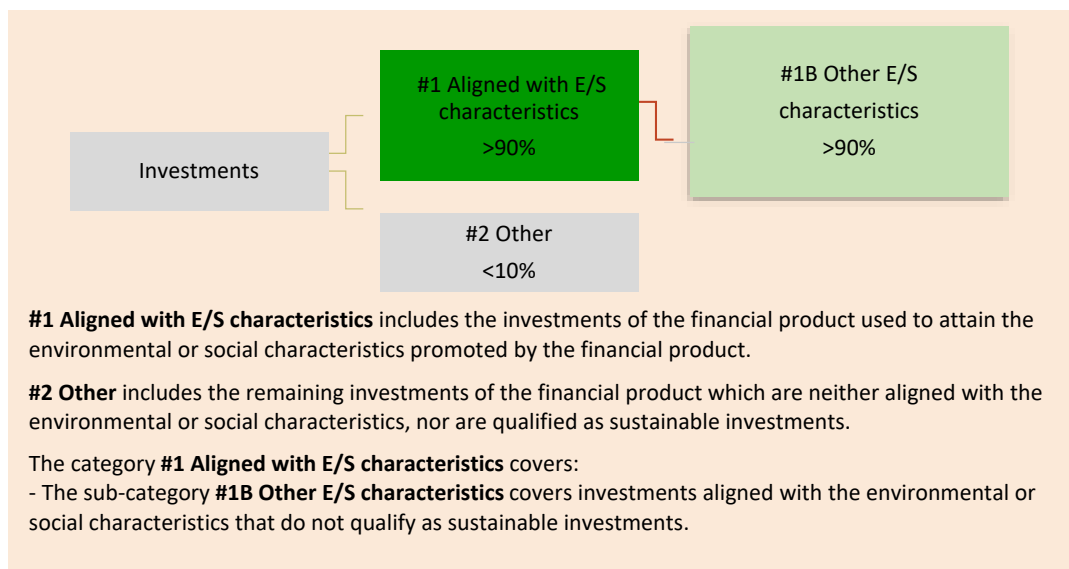 #1 Aligned with E/S
characteristics
>90%
#1B Other E/S
characteristics
>90%
Investments
#2 Other
<10%
#1 Aligned with E/S characteristics includes the investments of the financial product used to attain the
environmental or social characteristics promoted by the financial product.
#2 Other includes the remaining investments of the financial product which are neither aligned with the
environmental or social characteristics, nor are qualified as sustainable investments.
The category #1 Aligned with E/S characteristics covers:
- The sub-category #1B Other E/S characteristics covers investments aligned with the environmental or
social characteristics that do not qualify as sustainable investments.